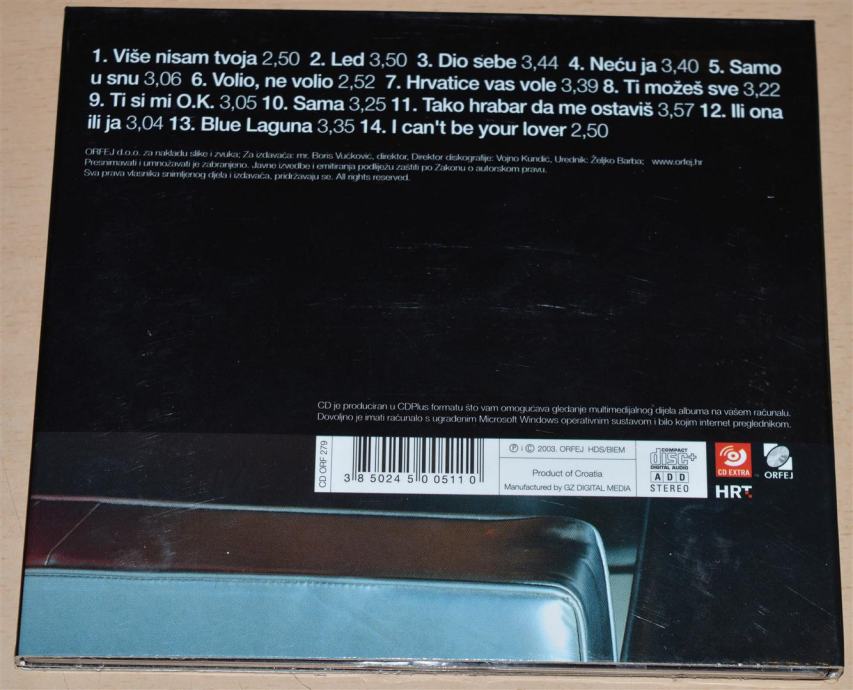 1. Više nisam tvoja 2,50 2. Led 3,50 3. Dio sebe 3,44 4. Neću ja 3,40 5. Samo
u snu 3,06 6. Volio, ne volio 2,52 7. Hrvatice vas vole 3,39 8. Ti možeš sve 3,22
9. Ti si mi O.K. 3,05 10. Sama 3,25 11. Tako hrabar da me ostaviš 3,57 12. Ili ona
ili ja 3,04 13. Blue Laguna 3,35 14. I can't be your lover 2,50
ORFEJ d.o.o. za nakladu slike i zvuka; Za izdavača: mr. Boris Vučković, direktor, Direktor diskografije: Vojno Kundić, Urednik: Željko Barba; www.orfej.hr
Presnimavati i umnožavati je zabranjeno. Javne izvedbe i emitiranja podliježu zaštiti po Zakonu o autorskom pravu.
Sva prava vlasnika snimljenog djela i izdavača, pridržavaju se. All rights reserved.
CD je produciran u CDPlus formatu što vam omogućava gledanje multimedijalnog dijela albuma na vašem računalu.
Dovoljno je imati računalo s ugrađenim Microsoft Windows operativnim sustavom i bilo kojim internet preglednikom.
CD ORF 279
3 85024 5 00511 0
℗ i © 2003. ORFEJ HDS/BIEM
Product of Croatia
Manufactured by GZ DIGITAL MEDIA
COMPACT
disc+
DIGITAL AUDIO
A D D
STEREO
CD EXTRA
HRT
ORFEJ